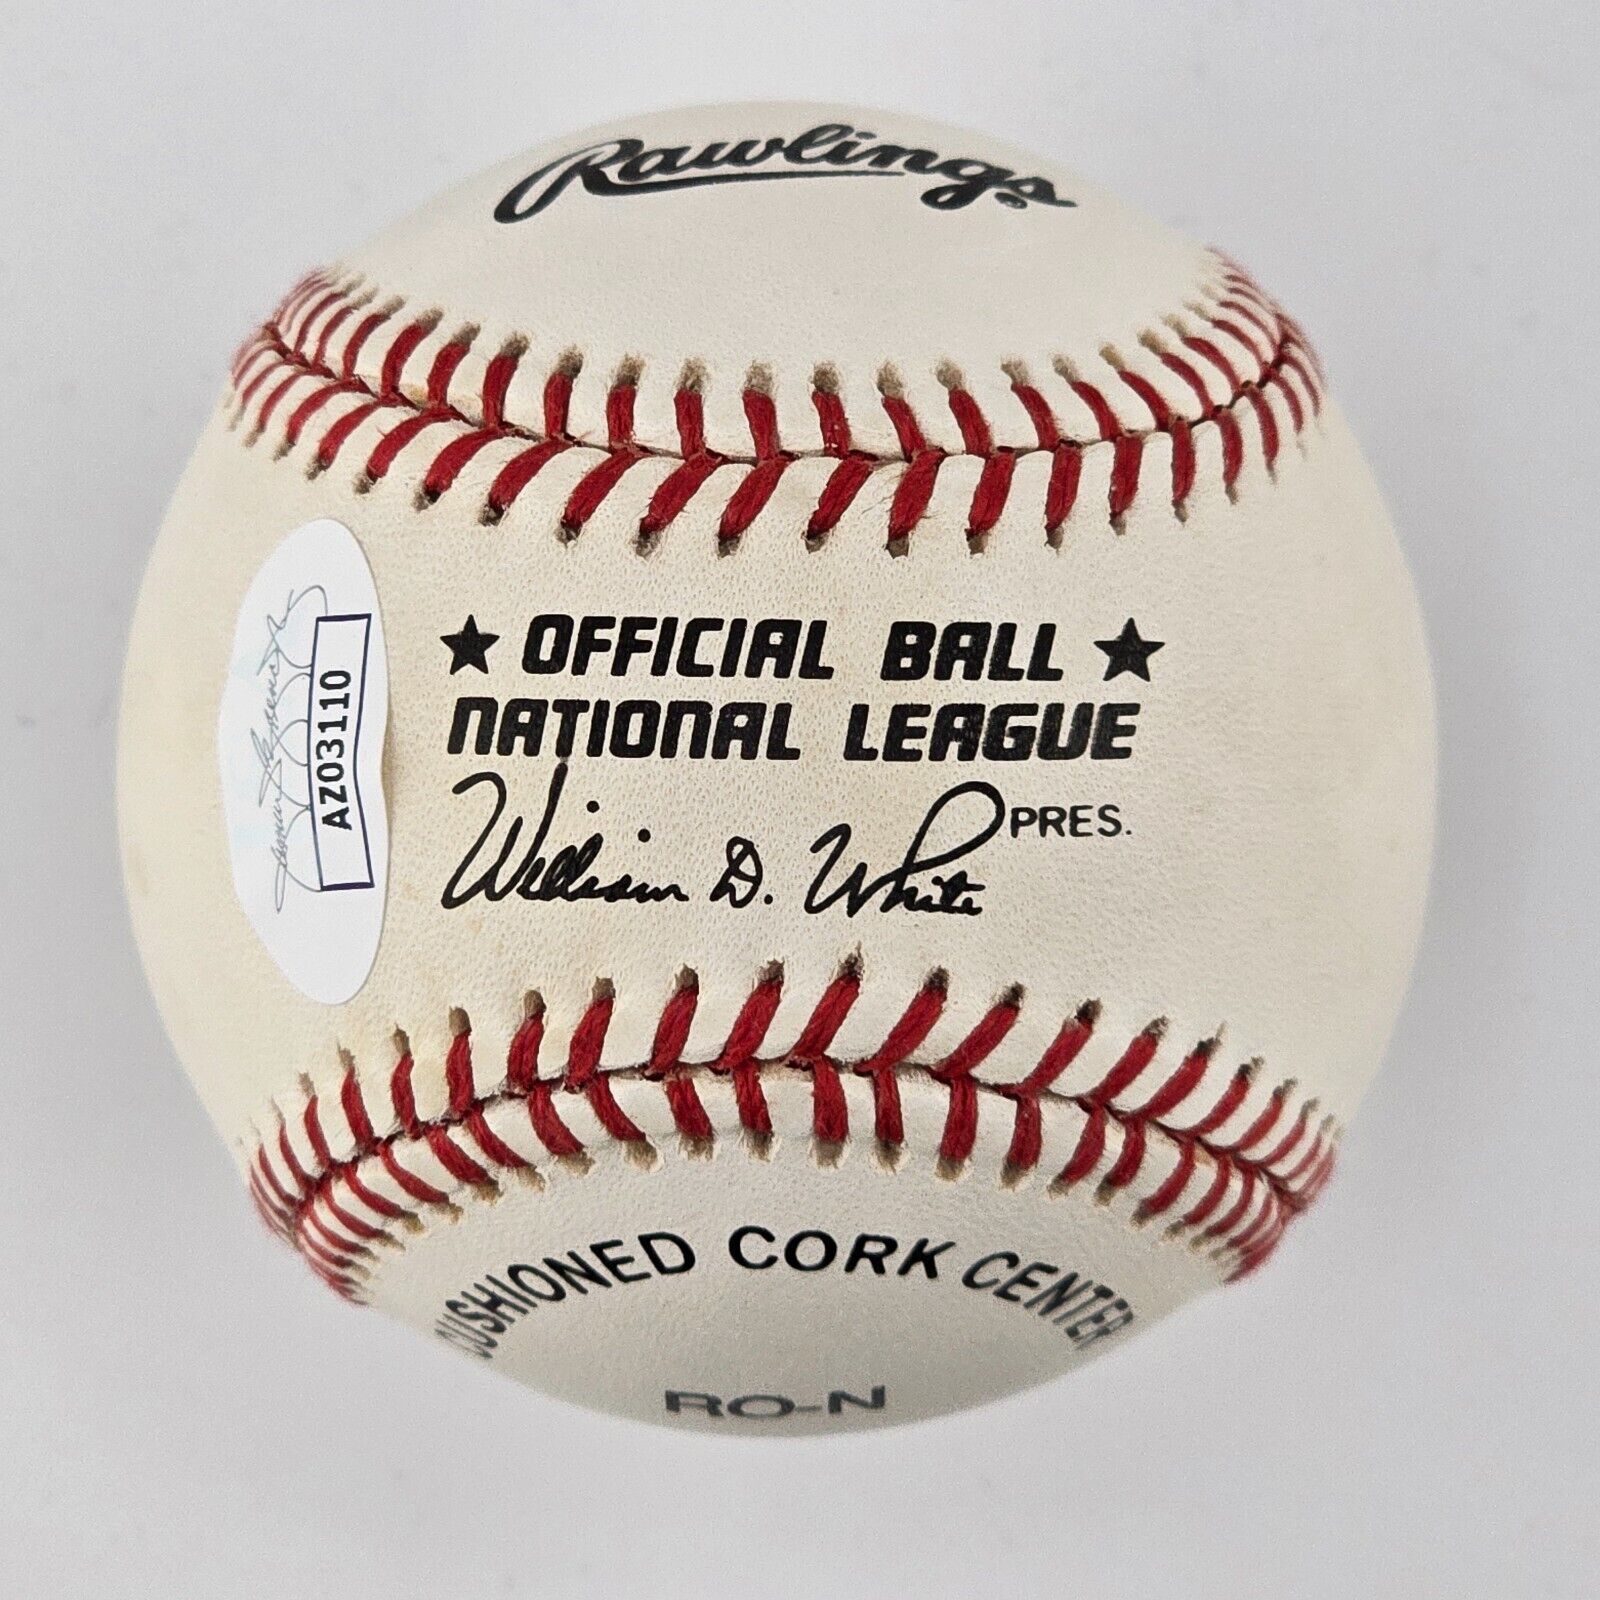 Rawlings®
★ OFFICIAL BALL ★
NATIONAL LEAGUE
William D. White PRES.
AZ03110
CUSHIONED CORK CENTER
RO-N